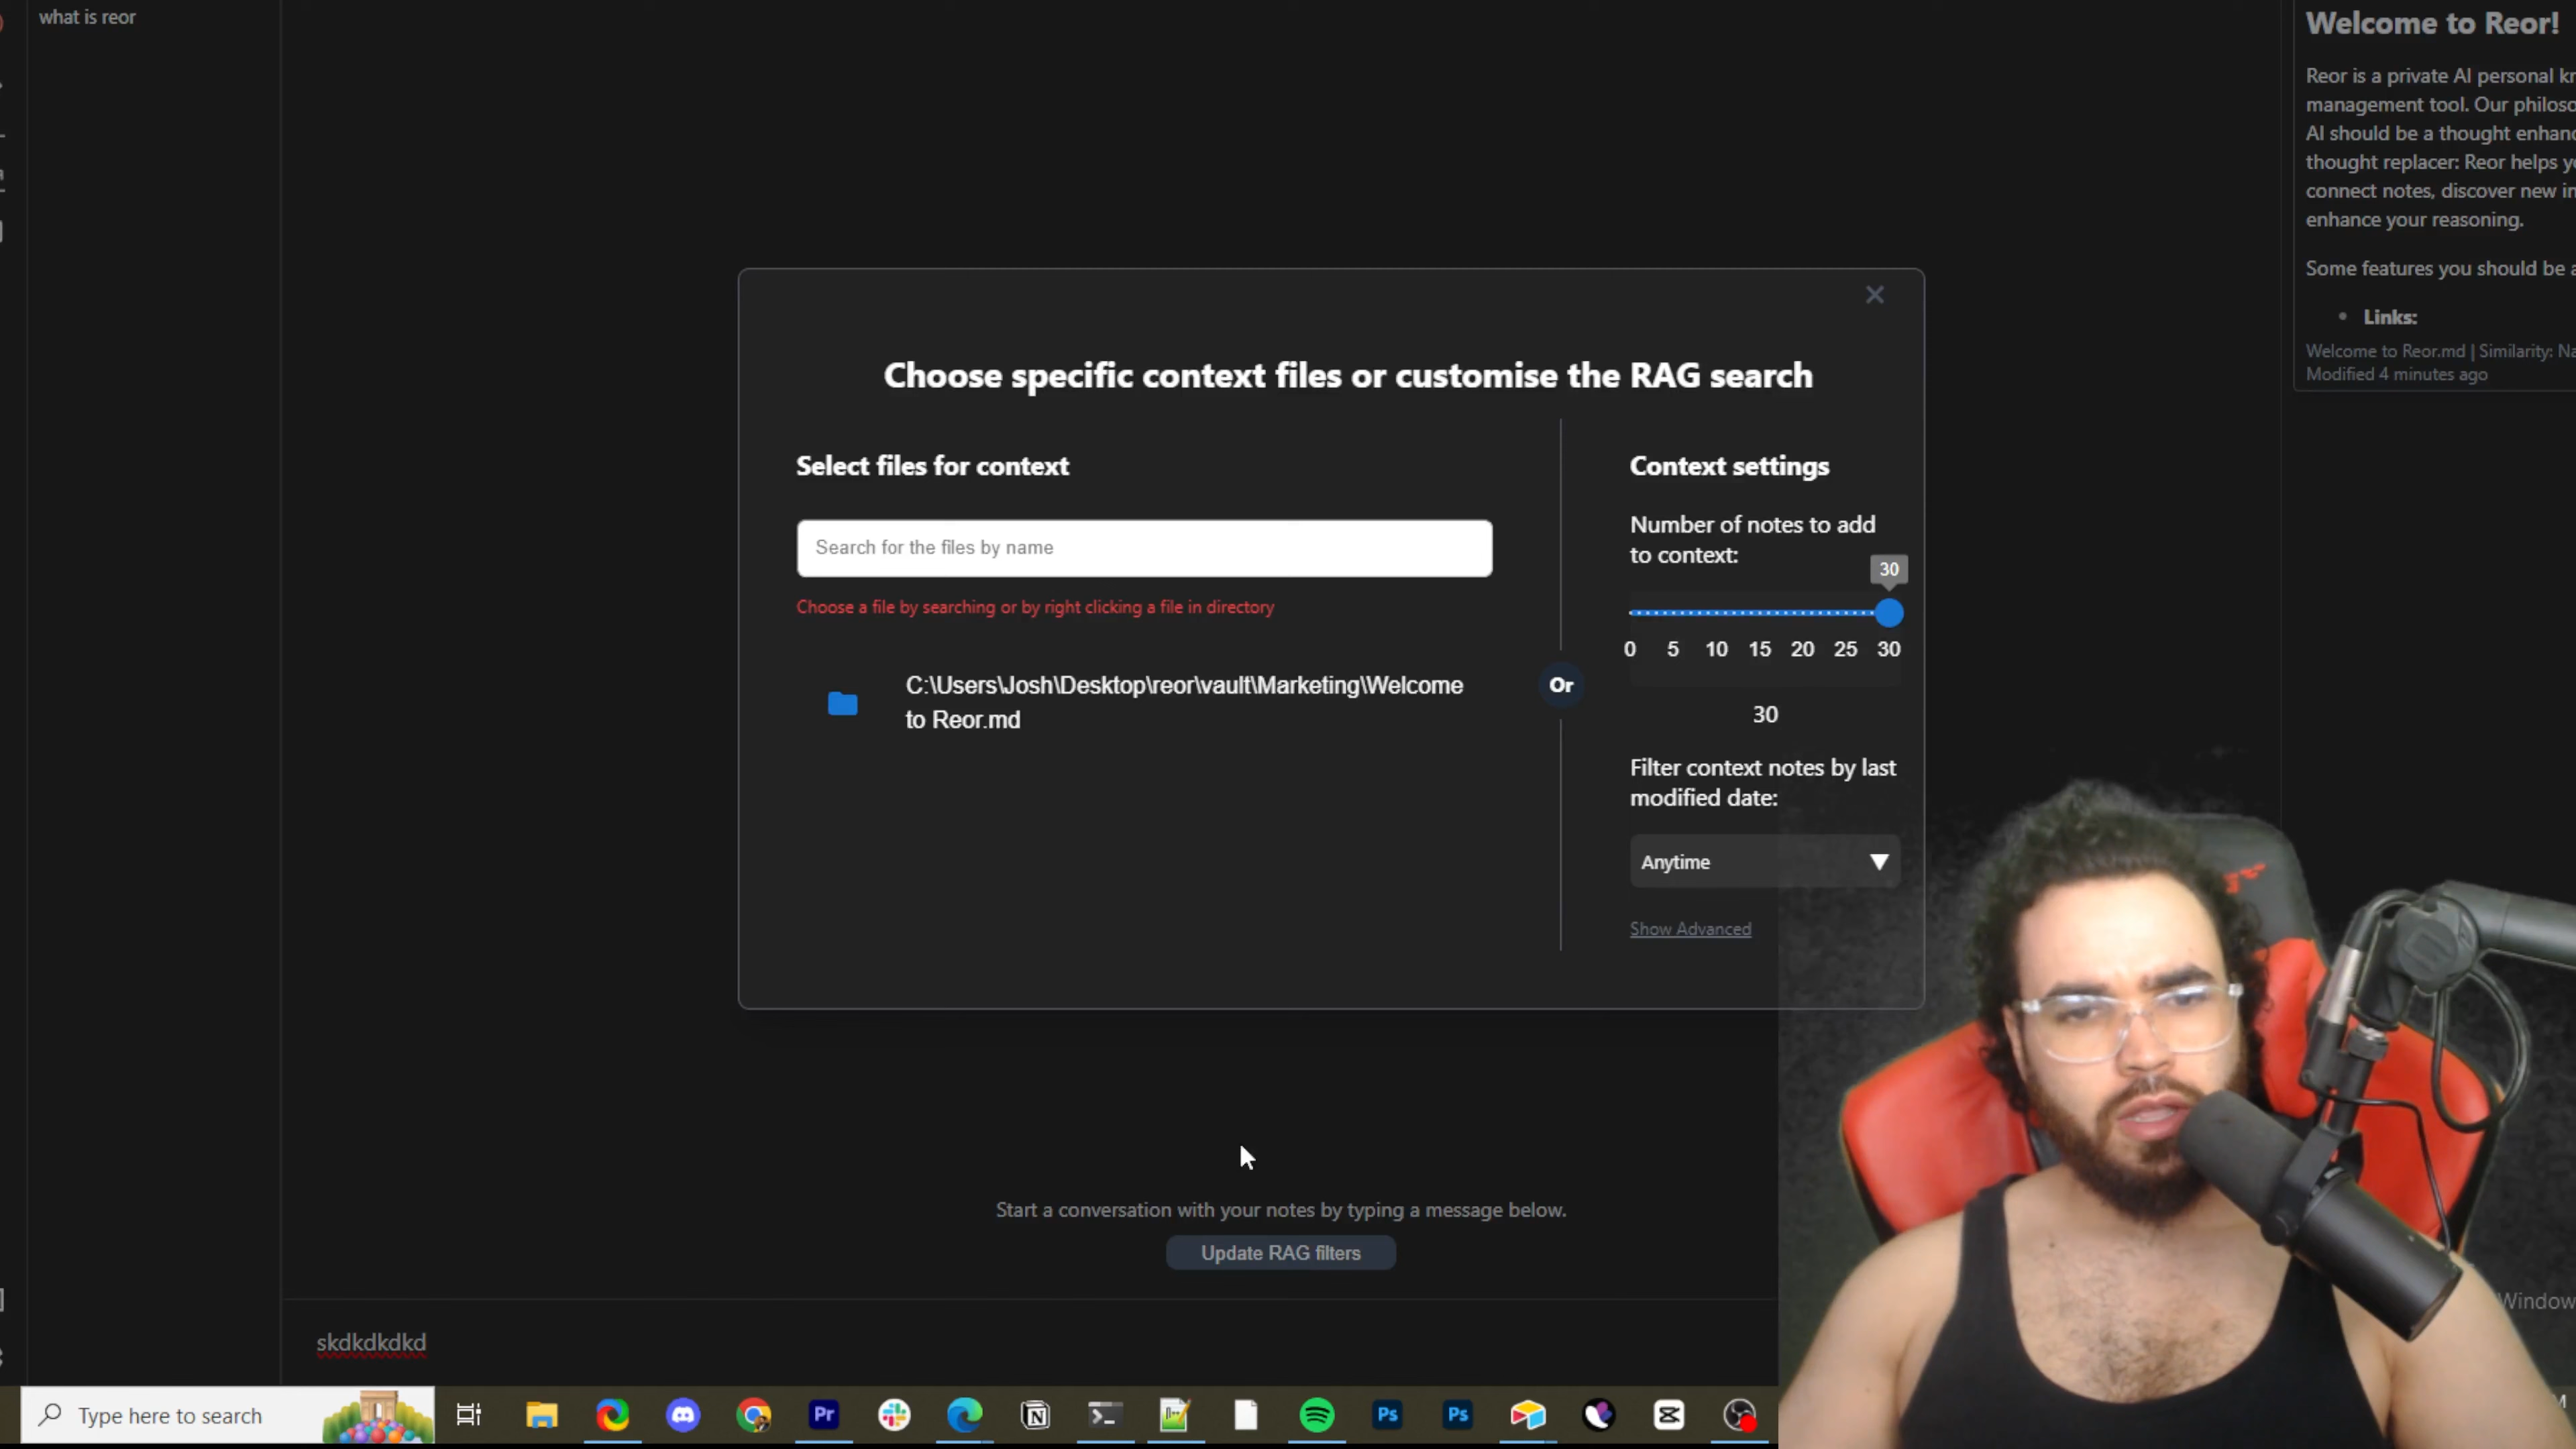 what is reor
Welcome to Reor!
Reor is a private AI personal
management tool. Our
AI should be a thought
thought replacer: Reor helps
connect notes, discover new
enhance your reasoning.
Some features you should be
Links:
Welcome to Reor.md | Similarity:
Modified 4 minutes ago
Choose specific context files or customise the RAG search
Select files for context
Search for the files by name
Choose a file by searching or by right clicking a file in directory
C:\Users\Josh\Desktop\reor\vault\Marketing\Welcome
to Reor.md
Or
Context settings
Number of notes to add
to context:
30
0 5 10 15 20 25 30
30
Filter context notes by last
modified date:
Anytime
Show Advanced
Start a conversation with your notes by typing a message below.
Update RAG filters
skdkdkdkd
Type here to search
Pr
Ps
Ps